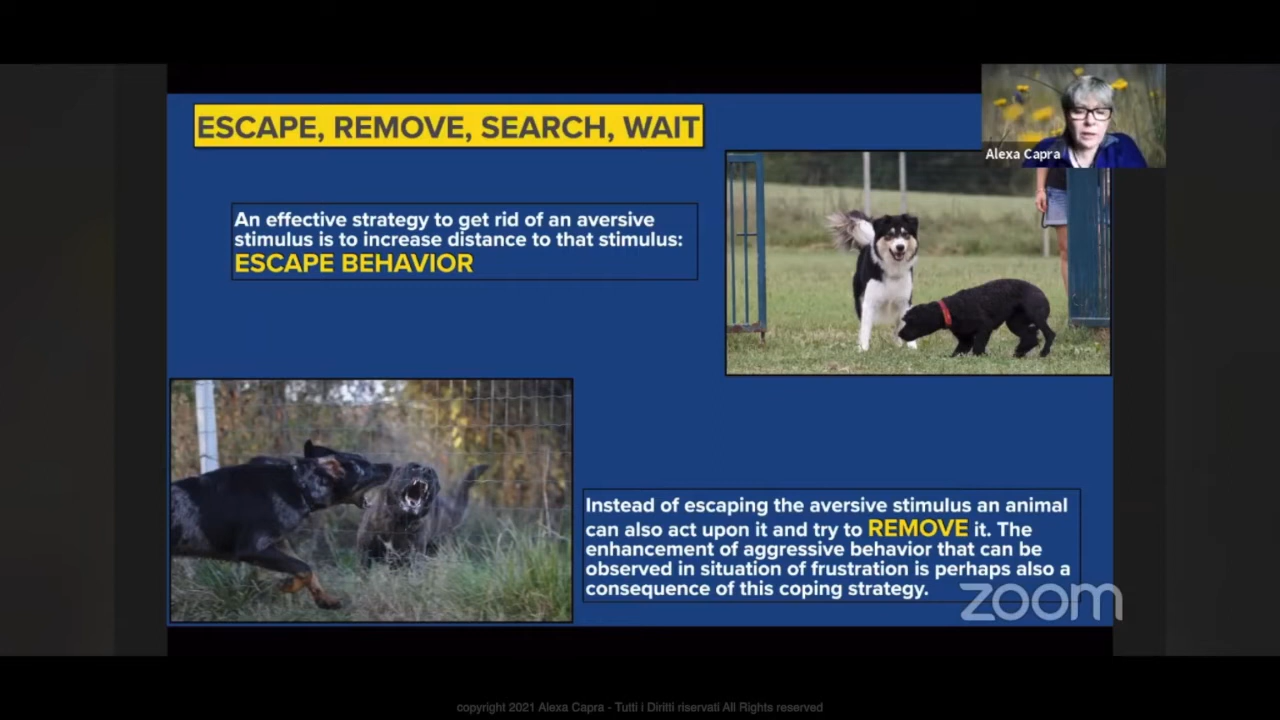 ESCAPE, REMOVE, SEARCH, WAIT
Alexa Capra
An effective strategy to get rid of an aversive
stimulus is to increase distance to that stimulus:
ESCAPE BEHAVIOR
Instead of escaping the aversive stimulus an animal
can also act upon it and try to REMOVE it. The
enhancement of aggressive behavior that can be
observed in situation of frustration is perhaps also a
consequence of this coping strategy.
zoom
copyright 2021 Alexa Capra - Tutti i Diritti riservati All Rights reserved